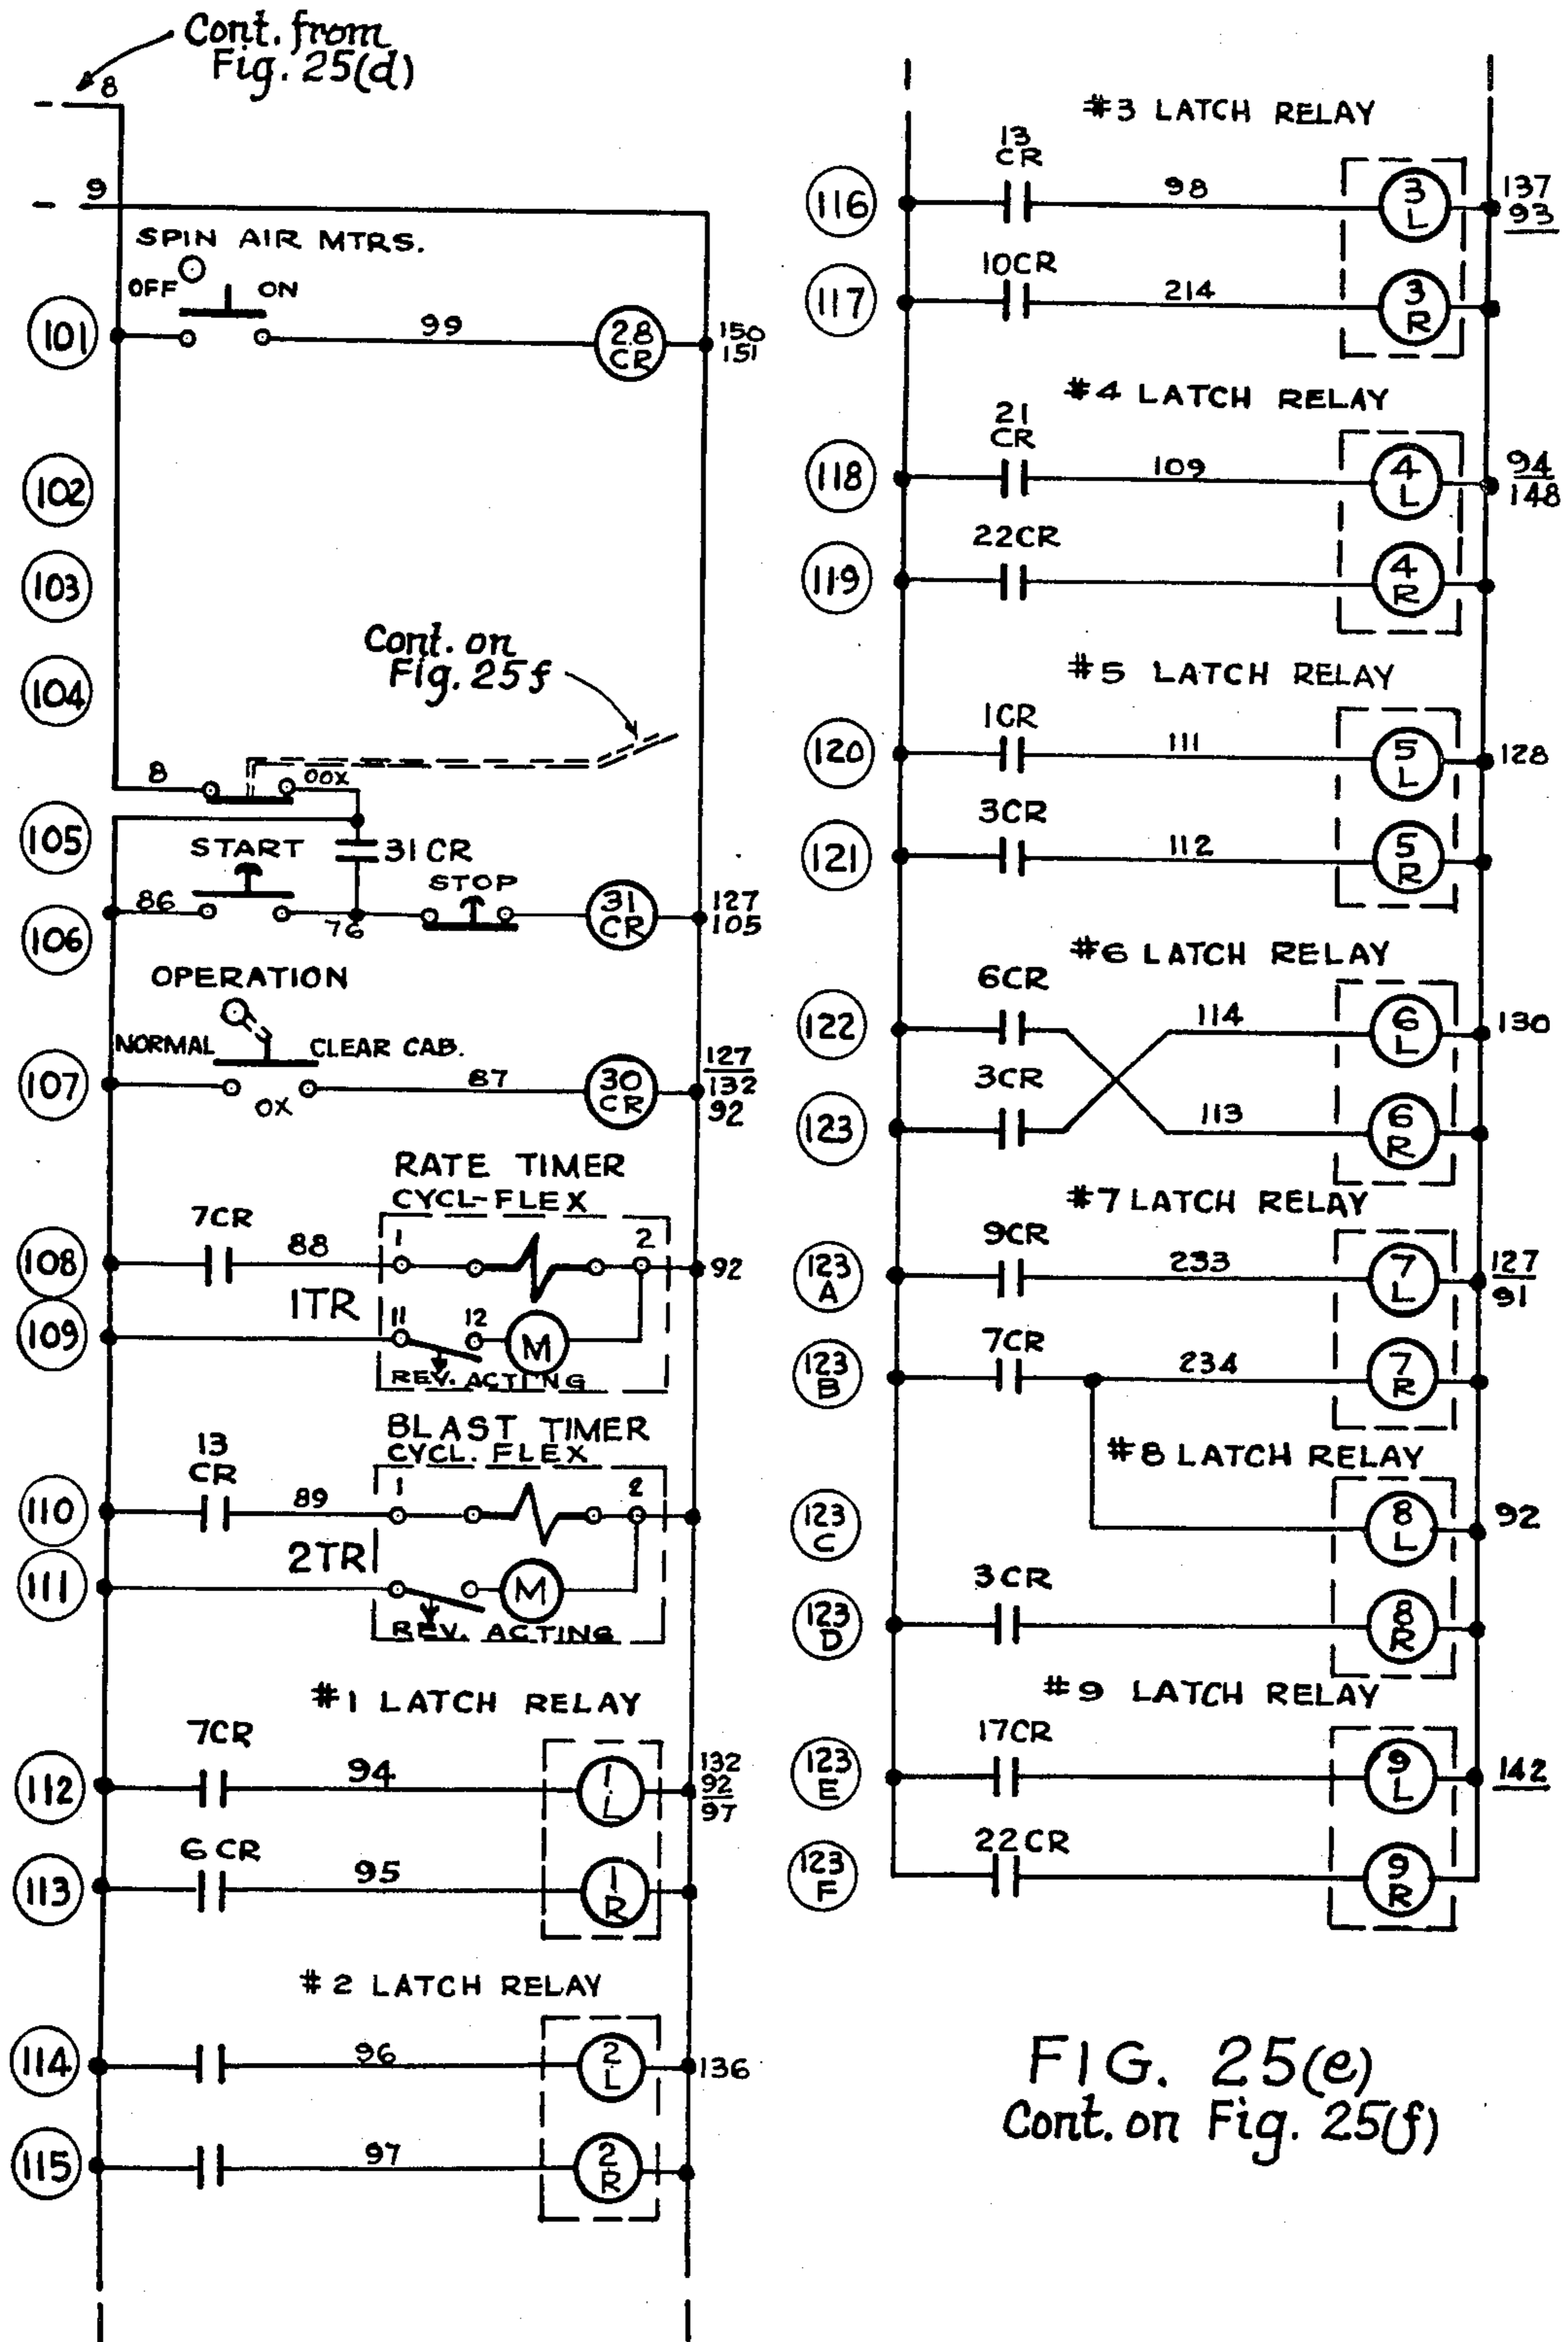 Cont. from
Fig. 25(d)
8
9
SPIN AIR MTRS.
OFF ON
101 99 28 CR 150 151
102
103
Cont. on
Fig. 25f
104
8 OOX
105 31 CR
START STOP
86 76 31 CR 127 105
106
OPERATION
NORMAL CLEAR CAB.
107 OX 87 30 CR 127 132 92
RATE TIMER
CYCL-FLEX
7CR
108 88 1 2 92
1TR
109 11 12 M
REV. ACTING
BLAST TIMER
CYCL. FLEX
13 CR
110 89 1 2
2TR
111 M
REV. ACTING
#1 LATCH RELAY
7CR
112 94 1 L 132 92 97
6 CR
113 95 1 R
#2 LATCH RELAY
114 96 2 L 136
115 97 2 R
#3 LATCH RELAY
13 CR
116 98 3 L 137 93
10CR
117 214 3 R
#4 LATCH RELAY
21 CR
118 109 4 L 94 148
22CR
119 4 R
#5 LATCH RELAY
1CR
120 111 5 L 128
3CR
121 112 5 R
#6 LATCH RELAY
6CR
122 114 6 L 130
3CR
123 113 6 R
#7 LATCH RELAY
9CR
123 A 233 7 L 127 91
7CR
123 B 234 7 R
#8 LATCH RELAY
123 C 8 L 92
3CR
123 D 8 R
#9 LATCH RELAY
17CR
123 E 9 L 142
22CR
123 F 9 R
FIG. 25(e)
Cont. on Fig. 25(f)